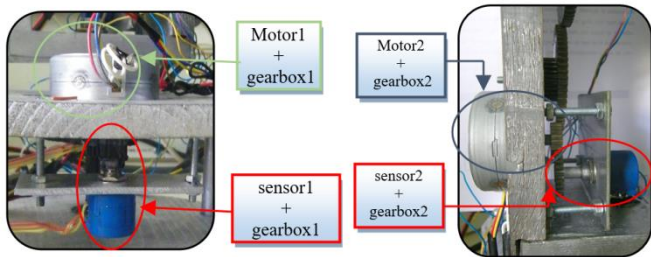 Motor1
+
gearbox1
Motor2
+
gearbox2
sensor1
+
gearbox1
sensor2
+
gearbox2